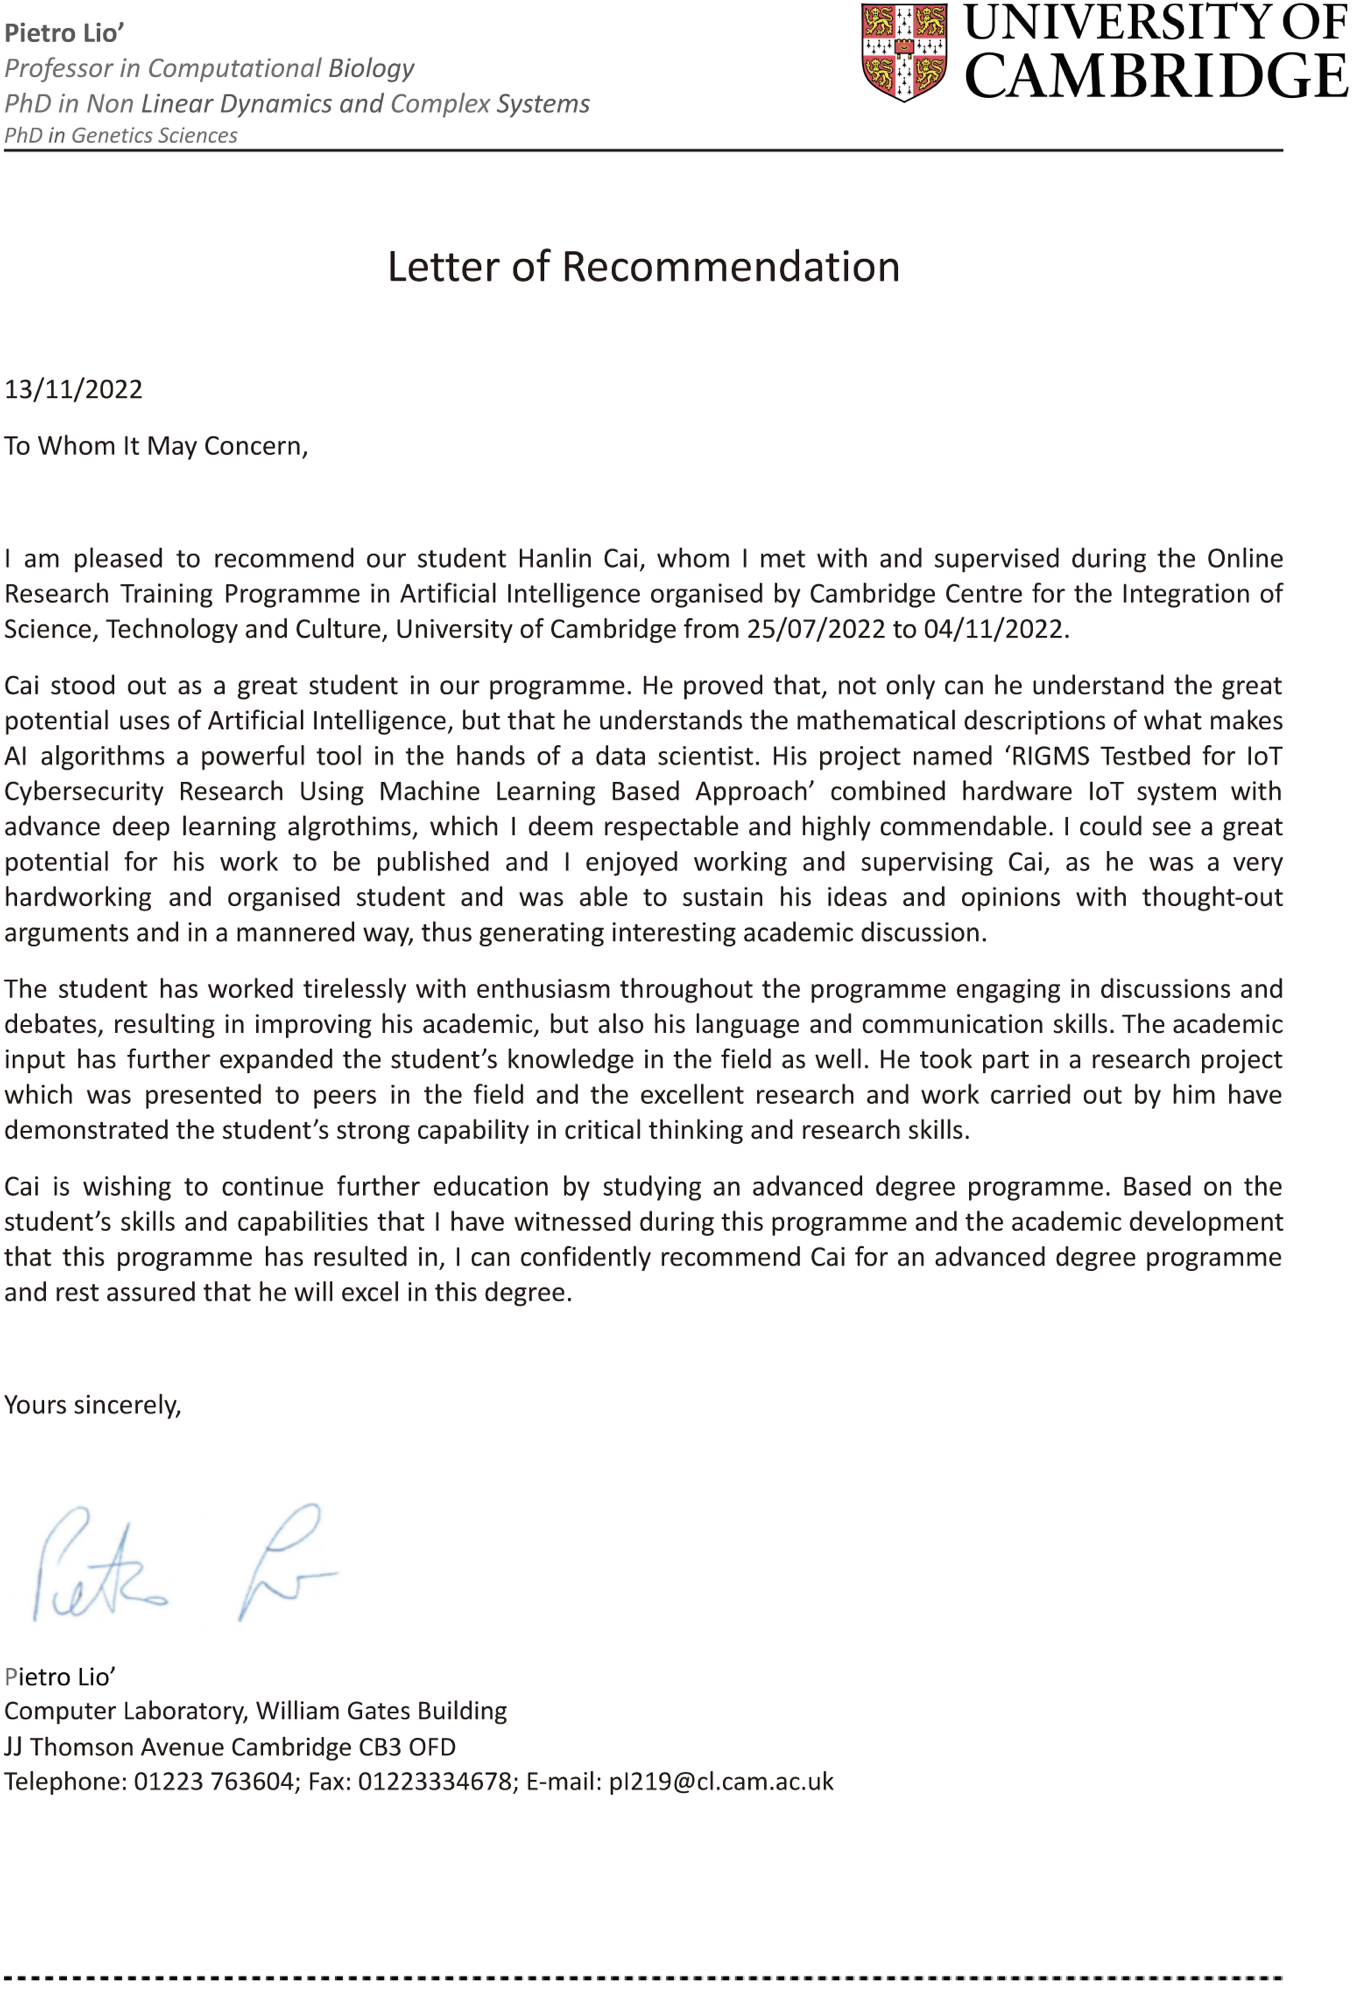 Pietro Lio’
Professor in Computational Biology
PhD in Non Linear Dynamics and Complex Systems
PhD in Genetics Sciences
UNIVERSITY OF
CAMBRIDGE
Letter of Recommendation
13/11/2022
To Whom It May Concern,
I am pleased to recommend our student Hanlin Cai, whom I met with and supervised during the Online
Research Training Programme in Artificial Intelligence organised by Cambridge Centre for the Integration of
Science, Technology and Culture, University of Cambridge from 25/07/2022 to 04/11/2022.
Cai stood out as a great student in our programme. He proved that, not only can he understand the great
potential uses of Artificial Intelligence, but that he understands the mathematical descriptions of what makes
AI algorithms a powerful tool in the hands of a data scientist. His project named ‘RIGMS Testbed for IoT
Cybersecurity Research Using Machine Learning Based Approach’ combined hardware IoT system with
advance deep learning algrothims, which I deem respectable and highly commendable. I could see a great
potential for his work to be published and I enjoyed working and supervising Cai, as he was a very
hardworking and organised student and was able to sustain his ideas and opinions with thought-out
arguments and in a mannered way, thus generating interesting academic discussion.
The student has worked tirelessly with enthusiasm throughout the programme engaging in discussions and
debates, resulting in improving his academic, but also his language and communication skills. The academic
input has further expanded the student’s knowledge in the field as well. He took part in a research project
which was presented to peers in the field and the excellent research and work carried out by him have
demonstrated the student’s strong capability in critical thinking and research skills.
Cai is wishing to continue further education by studying an advanced degree programme. Based on the
student’s skills and capabilities that I have witnessed during this programme and the academic development
that this programme has resulted in, I can confidently recommend Cai for an advanced degree programme
and rest assured that he will excel in this degree.
Yours sincerely,
Pietro Lio
Pietro Lio’
Computer Laboratory, William Gates Building
JJ Thomson Avenue Cambridge CB3 OFD
Telephone: 01223 763604; Fax: 01223334678; E-mail: pI219@cl.cam.ac.uk